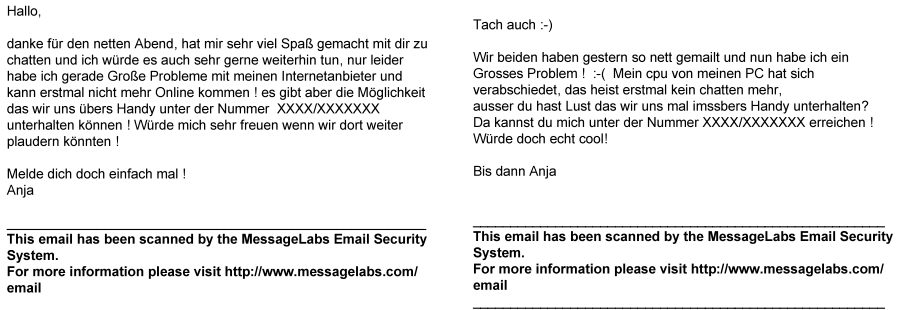 Hallo,
danke für den netten Abend, hat mir sehr viel Spaß gemacht mit dir zu
chatten und ich würde es auch sehr gerne weiterhin tun, nur leider
habe ich gerade Große Probleme mit meinen Internetanbieter und
kann erstmal nicht mehr Online kommen ! es gibt aber die Möglichkeit
das wir uns übers Handy unter der Nummer  XXXX/XXXXXXX
unterhalten können ! Würde mich sehr freuen wenn wir dort weiter
plaudern könnten !
Melde dich doch einfach mal !
Anja
This email has been scanned by the MessageLabs Email Security
System.
For more information please visit http://www.messagelabs.com/
email
Tach auch :-)
Wir beiden haben gestern so nett gemailt und nun habe ich ein
Grosses Problem !  :-(  Mein cpu von meinen PC hat sich
verabschiedet, das heist erstmal kein chatten mehr,
ausser du hast Lust das wir uns mal imssbers Handy unterhalten?
Da kannst du mich unter der Nummer XXXX/XXXXXXX erreichen !
Würde doch echt cool!
Bis dann Anja
This email has been scanned by the MessageLabs Email Security
System.
For more information please visit http://www.messagelabs.com/
email